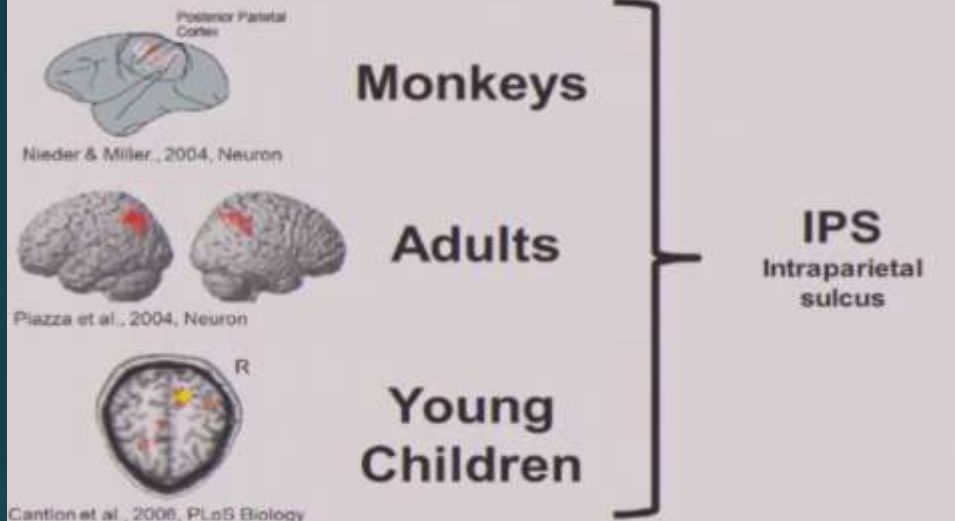 Posterior Parietal
Cortex
Monkeys
Nieder & Miller., 2004, Neuron
Adults
Piazza et al., 2004, Neuron
R
Young
Children
Cantlon et al., 2006, PLoS Biology
IPS
Intraparietal
sulcus